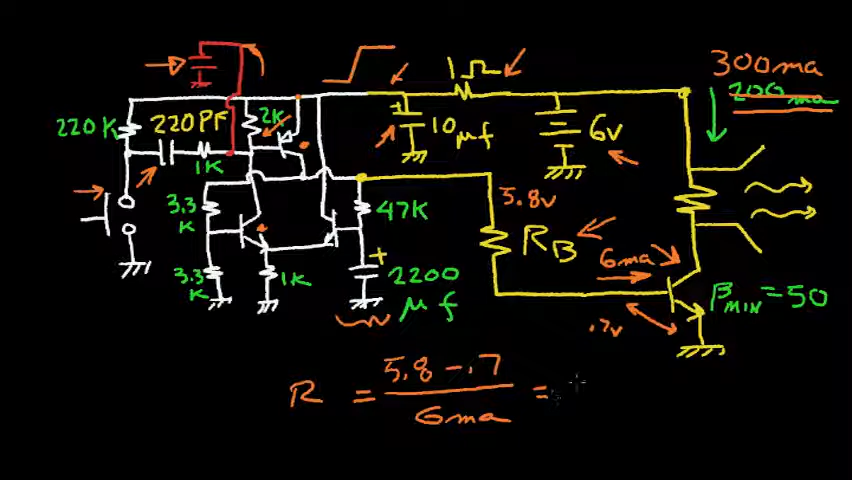 300ma
200ma
220K
220PF
2K
1K
10µf
6v
3.3
K
47K
5.8v
RB
6ma
3.3
K
1K
+
2200
µf
.7v
βMIN=50
R = 5.8-.7 =
6ma